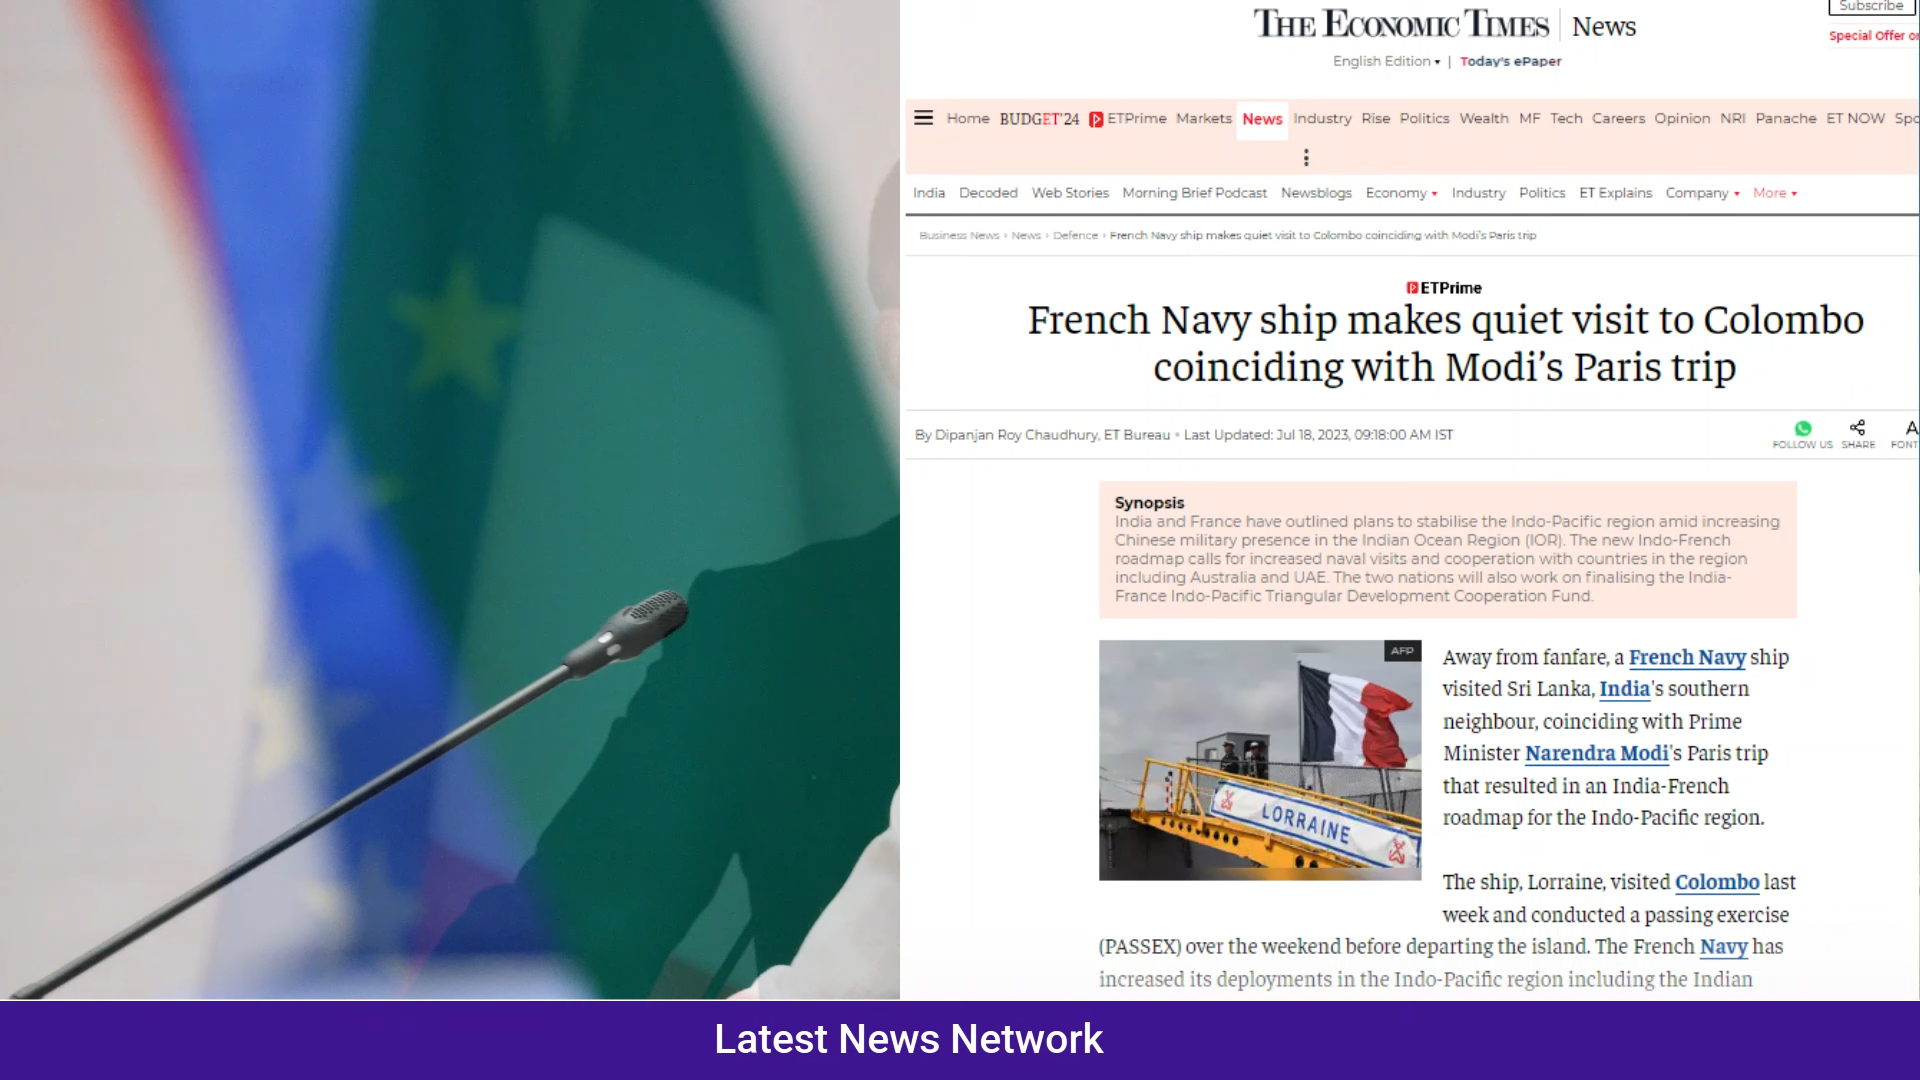 Subscribe
THE ECONOMIC TIMES | News
Special Offer
English Edition ▾ | Today's ePaper
Home BUDGET'24 ETPrime Markets News Industry Rise Politics Wealth MF Tech Careers Opinion NRI Panache ET NOW
India Decoded Web Stories Morning Brief Podcast Newsblogs Economy ▾ Industry Politics ET Explains Company ▾ More ▾
Business News › News › Defence › French Navy ship makes quiet visit to Colombo coinciding with Modi's Paris trip
ETPrime
French Navy ship makes quiet visit to Colombo
coinciding with Modi's Paris trip
By Dipanjan Roy Chaudhury, ET Bureau • Last Updated: Jul 18, 2023, 09:18:00 AM IST
FOLLOW US SHARE FONT
Synopsis
India and France have outlined plans to stabilise the Indo-Pacific region amid increasing
Chinese military presence in the Indian Ocean Region (IOR). The new Indo-French
roadmap calls for increased naval visits and cooperation with countries in the region
including Australia and UAE. The two nations will also work on finalising the India-
France Indo-Pacific Triangular Development Cooperation Fund.
AFP
LORRAINE
Away from fanfare, a French Navy ship
visited Sri Lanka, India's southern
neighbour, coinciding with Prime
Minister Narendra Modi's Paris trip
that resulted in an India-French
roadmap for the Indo-Pacific region.
The ship, Lorraine, visited Colombo last
week and conducted a passing exercise
(PASSEX) over the weekend before departing the island. The French Navy has
increased its deployments in the Indo-Pacific region including the Indian
Latest News Network